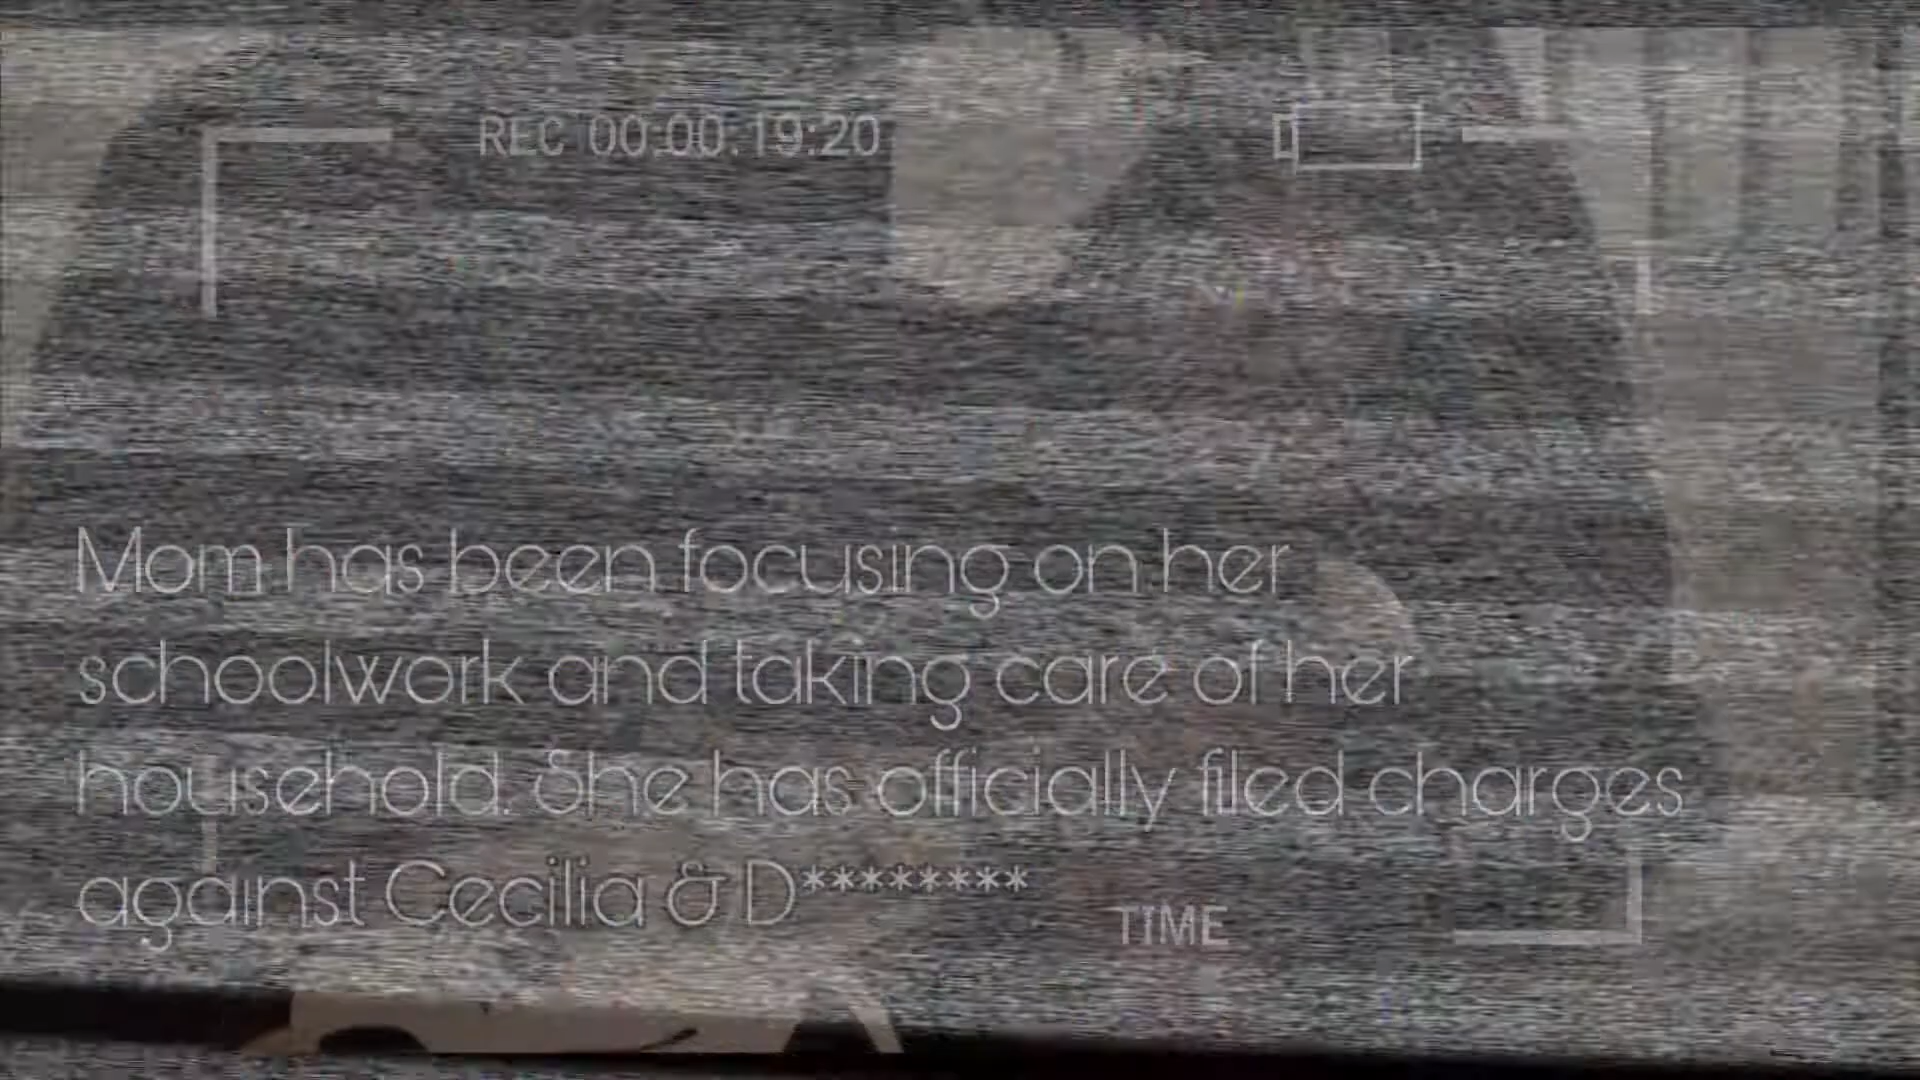 REC 00:00:19:20
Mom has been focusing on her
schoolwork and taking care of her
household. She has officially filed charges
against Cecilia & D********
TIME